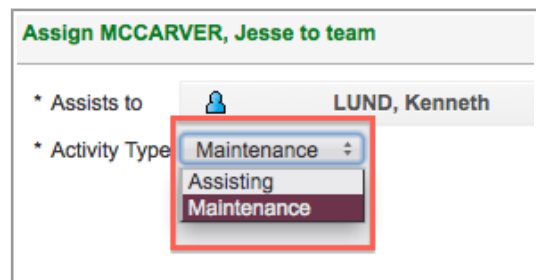 Assign MCCARVER, Jesse to team
* Assists to LUND, Kenneth
* Activity Type Maintenance
Assisting
Maintenance